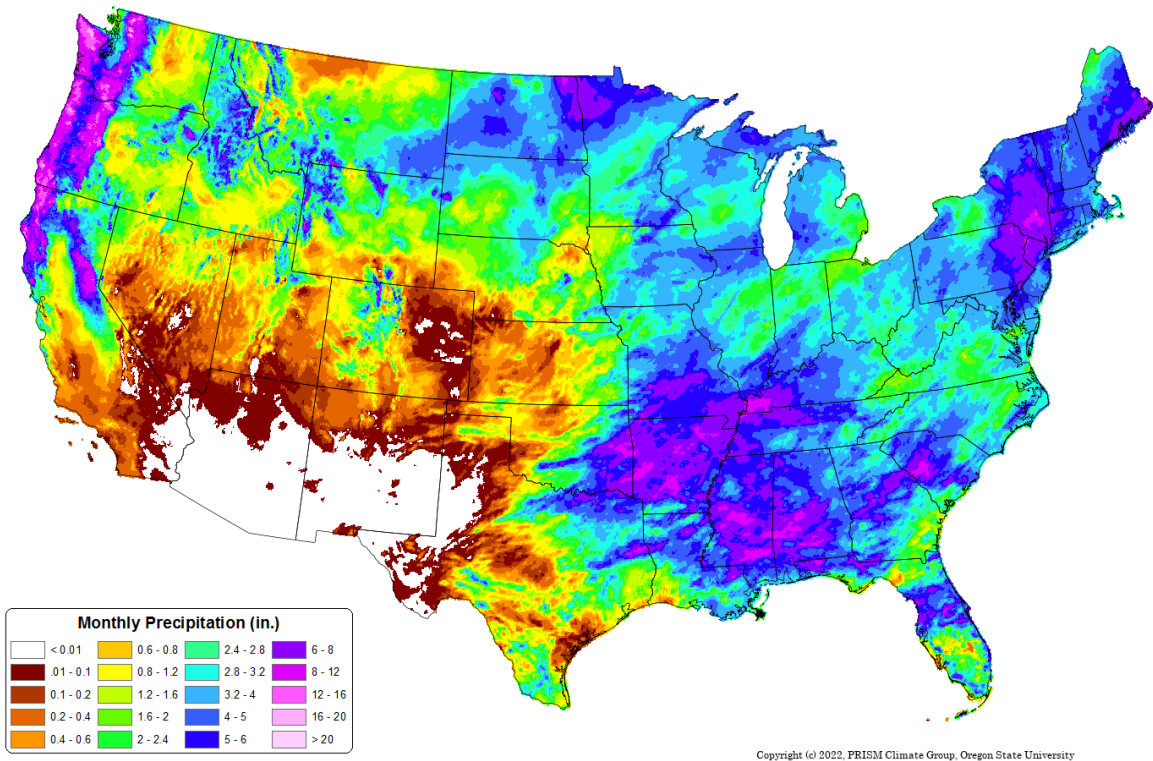 Monthly Precipitation (in.)
< 0.01 0.6 - 0.8 2.4 - 2.8 6 - 8
.01 - 0.1 0.8 - 1.2 2.8 - 3.2 8 - 12
0.1 - 0.2 1.2 - 1.6 3.2 - 4 12 - 16
0.2 - 0.4 1.6 - 2 4 - 5 16 - 20
0.4 - 0.6 2 - 2.4 5 - 6 > 20
Copyright (c) 2022, PRISM Climate Group, Oregon State University